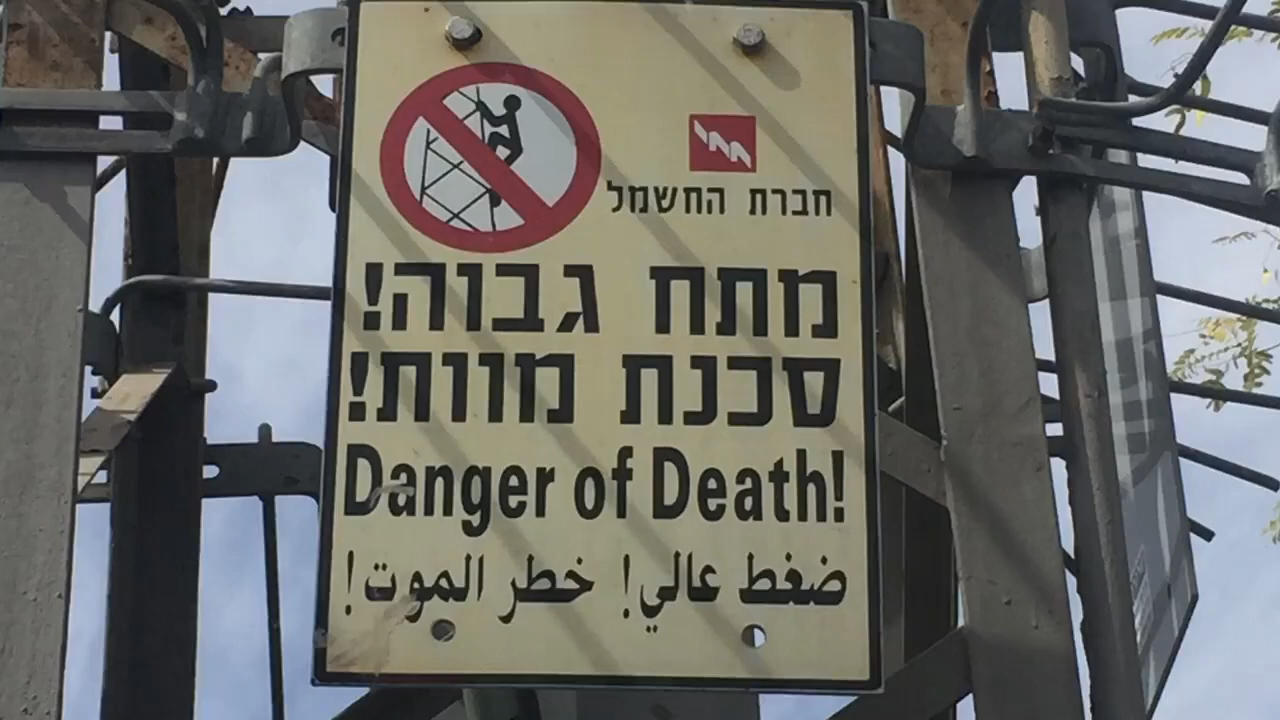 חברת החשמל
מתח גבוה!
סכנת מוות!
Danger of Death!
ضغط عالي! خطر الموت!